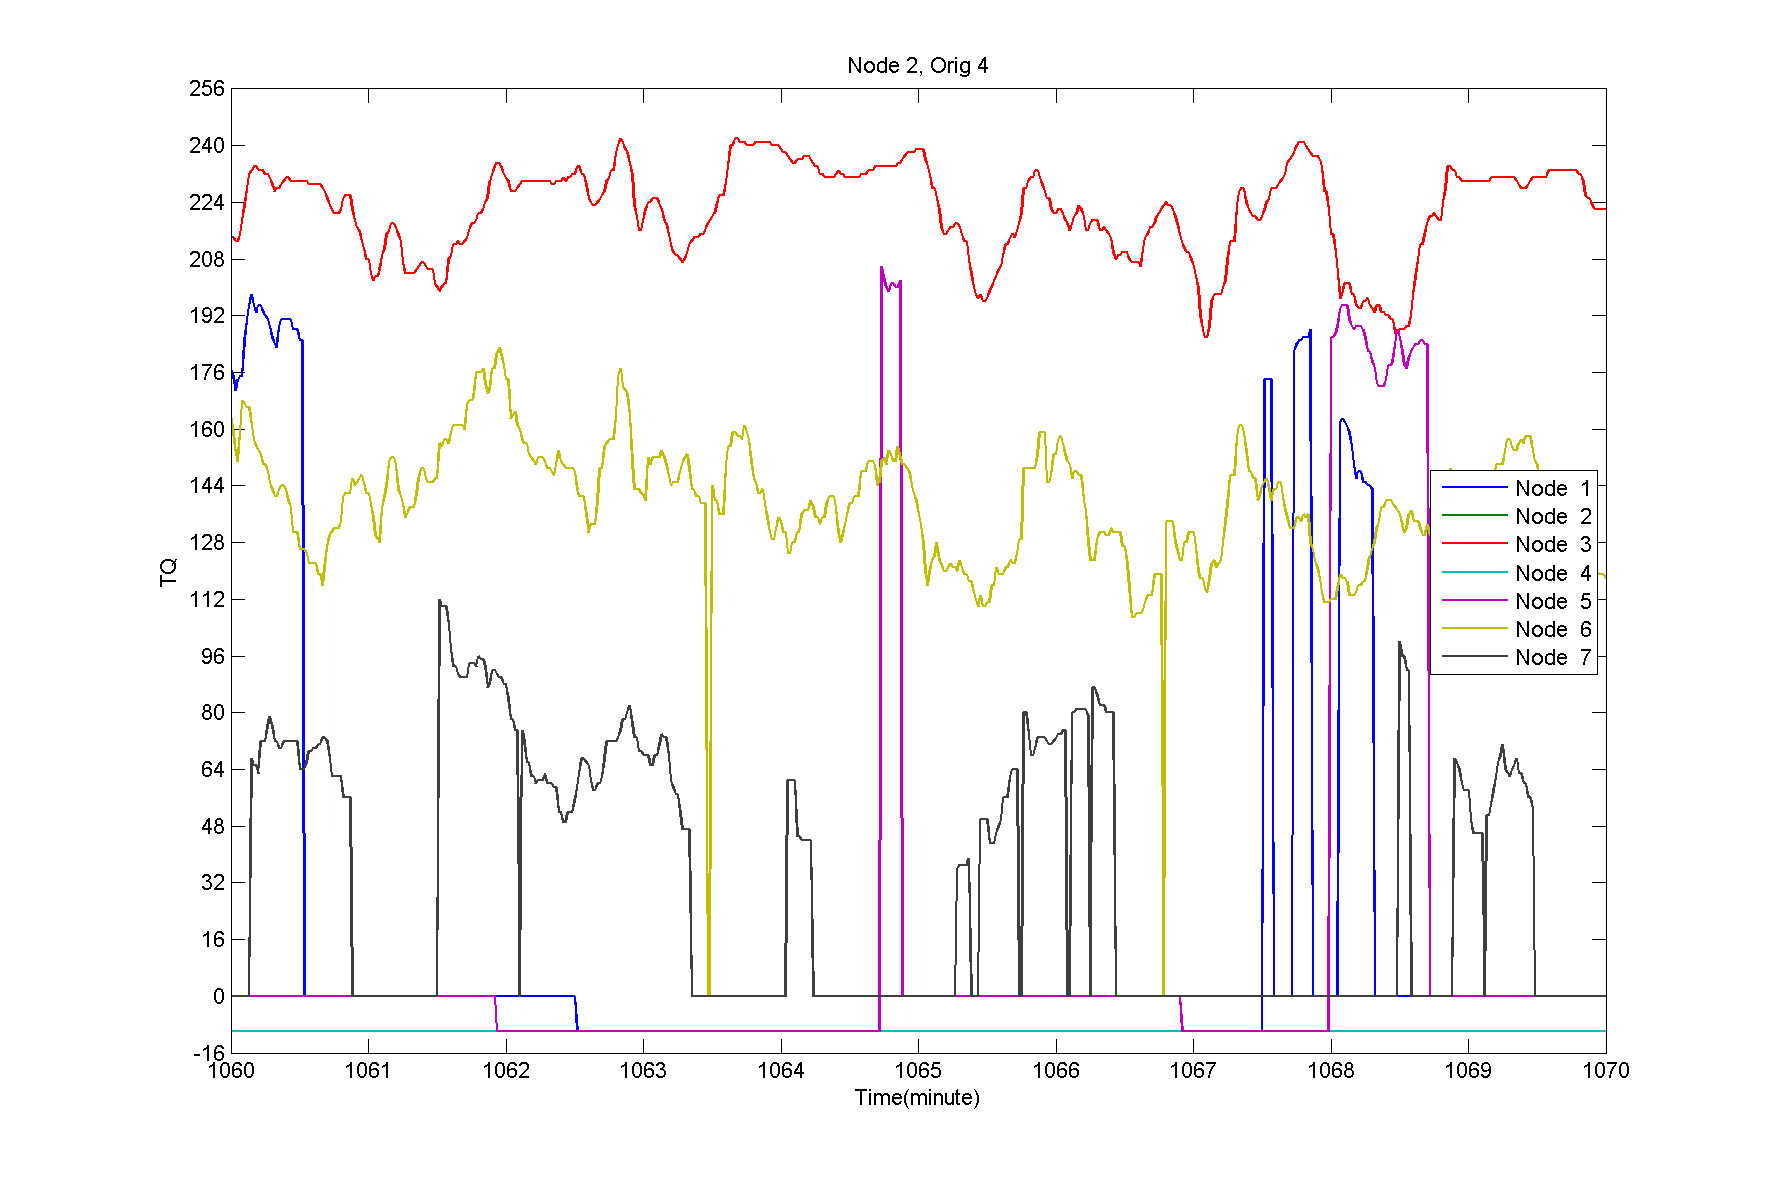 Node 2, Orig 4
256
240
224
208
192
176
160
144
128
112
96
80
64
48
32
16
0
-16
TQ
Node 1
Node 2
Node 3
Node 4
Node 5
Node 6
Node 7
1060 1061 1062 1063 1064 1065 1066 1067 1068 1069 1070
Time(minute)